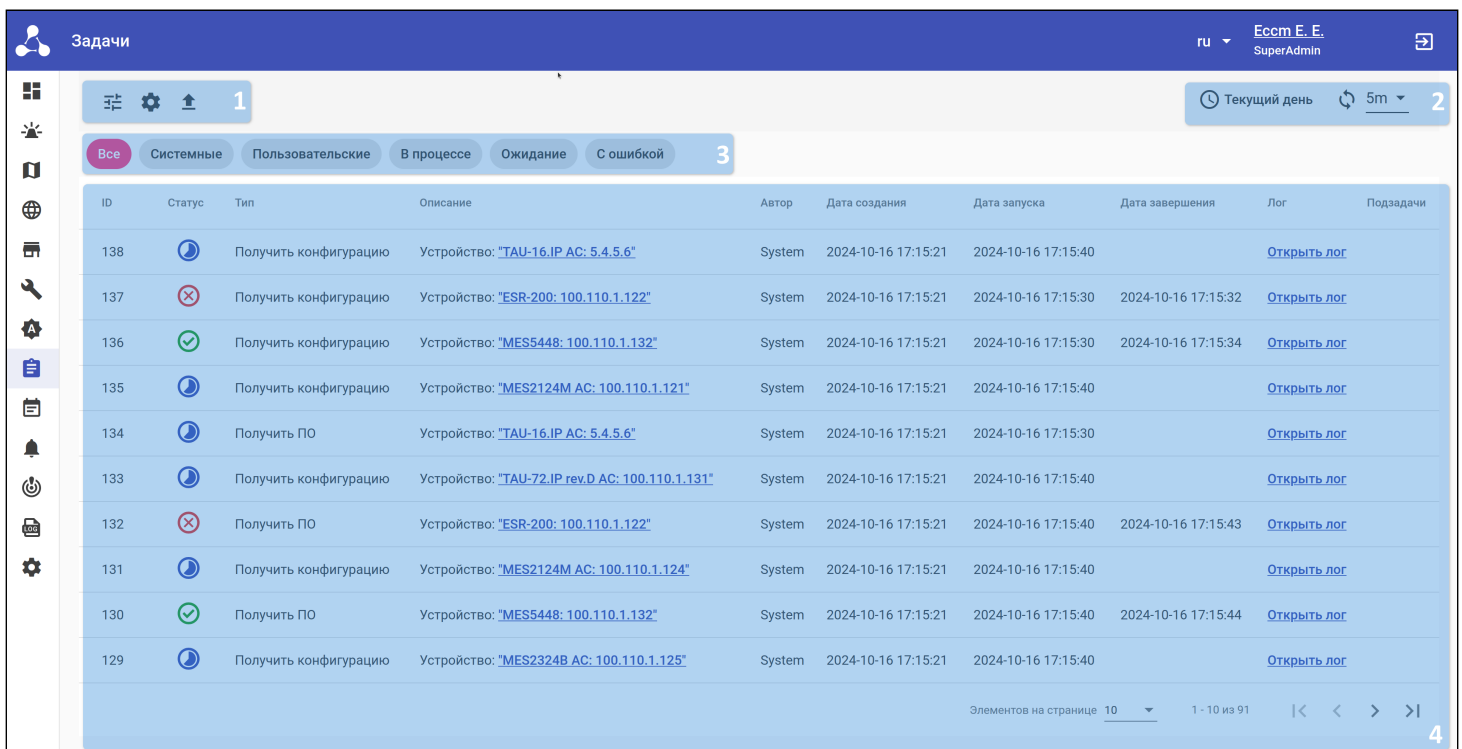 Задачи
ru
Eccm E. E.
SuperAdmin
1
Текущий день
5m
2
Все
Системные
Пользовательские
В процессе
Ожидание
С ошибкой
3
ID Статус Тип Описание Автор Дата создания Дата запуска Дата завершения Лог Подзадачи
138 Получить конфигурацию Устройство: "TAU-16.IP AC: 5.4.5.6" System 2024-10-16 17:15:21 2024-10-16 17:15:40 Открыть лог
137 Получить конфигурацию Устройство: "ESR-200: 100.110.1.122" System 2024-10-16 17:15:21 2024-10-16 17:15:30 2024-10-16 17:15:32 Открыть лог
136 Получить конфигурацию Устройство: "MES5448: 100.110.1.132" System 2024-10-16 17:15:21 2024-10-16 17:15:30 2024-10-16 17:15:34 Открыть лог
135 Получить конфигурацию Устройство: "MES2124M AC: 100.110.1.121" System 2024-10-16 17:15:21 2024-10-16 17:15:40 Открыть лог
134 Получить ПО Устройство: "TAU-16.IP AC: 5.4.5.6" System 2024-10-16 17:15:21 2024-10-16 17:15:30 Открыть лог
133 Получить конфигурацию Устройство: "TAU-72.IP rev.D AC: 100.110.1.131" System 2024-10-16 17:15:21 2024-10-16 17:15:40 Открыть лог
132 Получить ПО Устройство: "ESR-200: 100.110.1.122" System 2024-10-16 17:15:21 2024-10-16 17:15:40 2024-10-16 17:15:43 Открыть лог
131 Получить конфигурацию Устройство: "MES2124M AC: 100.110.1.124" System 2024-10-16 17:15:21 2024-10-16 17:15:40 Открыть лог
130 Получить ПО Устройство: "MES5448: 100.110.1.132" System 2024-10-16 17:15:21 2024-10-16 17:15:40 2024-10-16 17:15:44 Открыть лог
129 Получить конфигурацию Устройство: "MES2324B AC: 100.110.1.125" System 2024-10-16 17:15:21 2024-10-16 17:15:40 Открыть лог
Элементов на странице 10 1 - 10 из 91
4
A
LOG